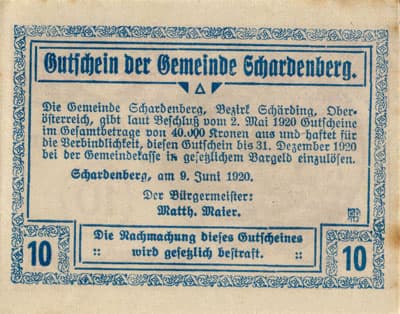 Gutschein der Gemeinde Schardenberg.
Die Gemeinde Schardenberg, Bezirk Schärding, Ober-
österreich, gibt laut Beschluß vom 2. Mai 1920 Gutscheine
im Gesamtbetrage von 40.000 Kronen aus und haftet für
die Verbindlichkeit, diesen Gutschein bis 31. Dezember 1920
bei der Gemeindekasse in gesetzlichem Bargeld einzulösen.
Schardenberg, am 9. Juni 1920.
Der Bürgermeister:
Matth. Maier.
10
Die Nachmachung dieses Gutscheines
:: wird gesetzlich bestraft. ::
10